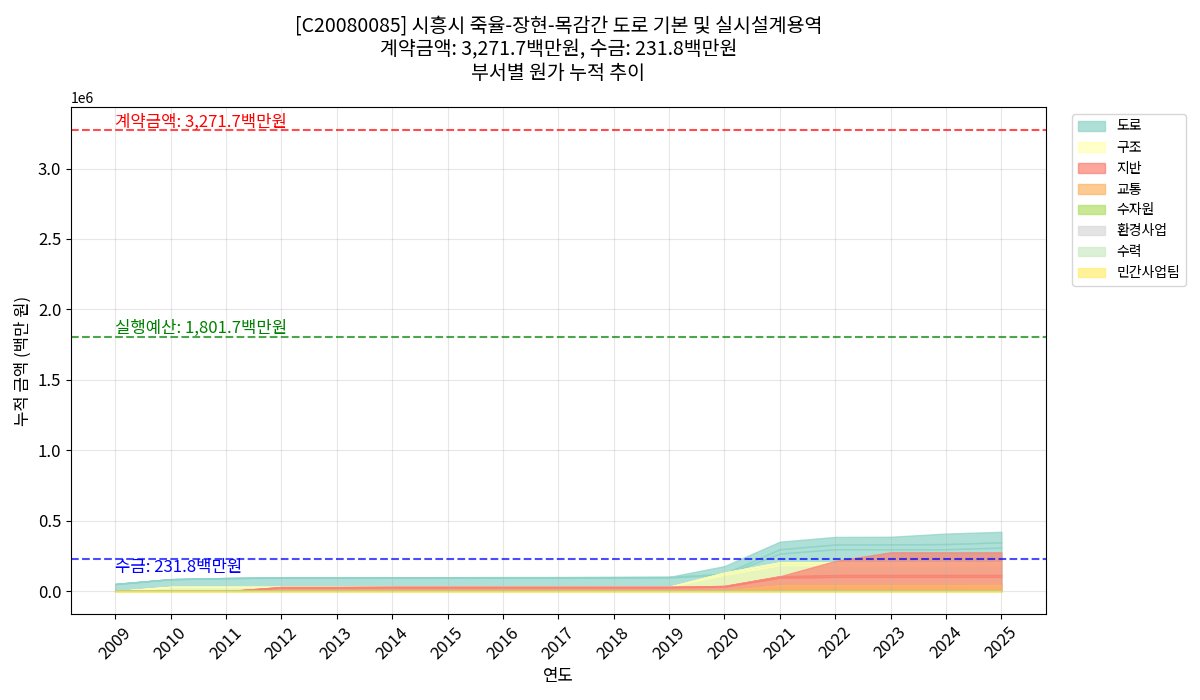 [C20080085] 시흥시 죽율-장현-목감간 도로 기본 및 실시설계용역
계약금액: 3,271.7백만원, 수금: 231.8백만원
부서별 원가 누적 추이
1e6
계약금액: 3,271.7백만원
실행예산: 1,801.7백만원
수금: 231.8백만원
3.0
2.5
2.0
1.5
1.0
0.5
0.0
누적 금액 (백만 원)
2009
2010
2011
2012
2013
2014
2015
2016
2017
2018
2019
2020
2021
2022
2023
2024
2025
연도
도로
구조
지반
교통
수자원
환경사업
수력
민간사업팀